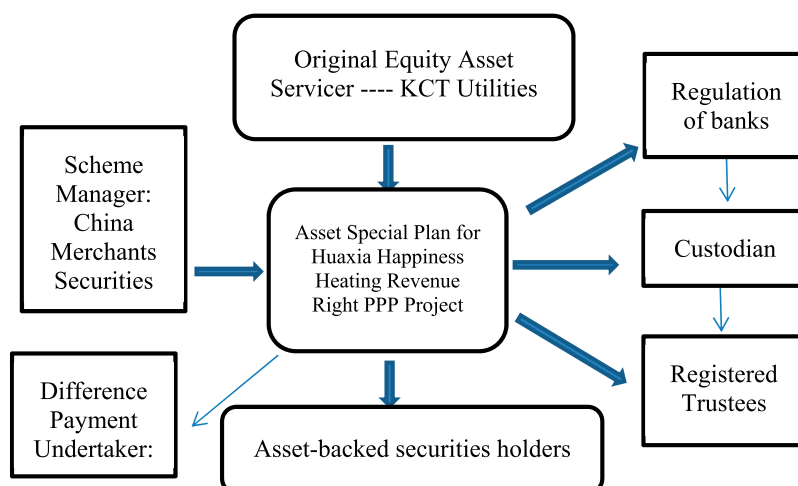 Original Equity Asset
Servicer ---- KCT Utilities
Regulation
of banks
Scheme
Manager:
China
Merchants
Securities
Asset Special Plan for
Huaxia Happiness
Heating Revenue
Right PPP Project
Custodian
Difference
Payment
Undertaker:
Registered
Trustees
Asset-backed securities holders